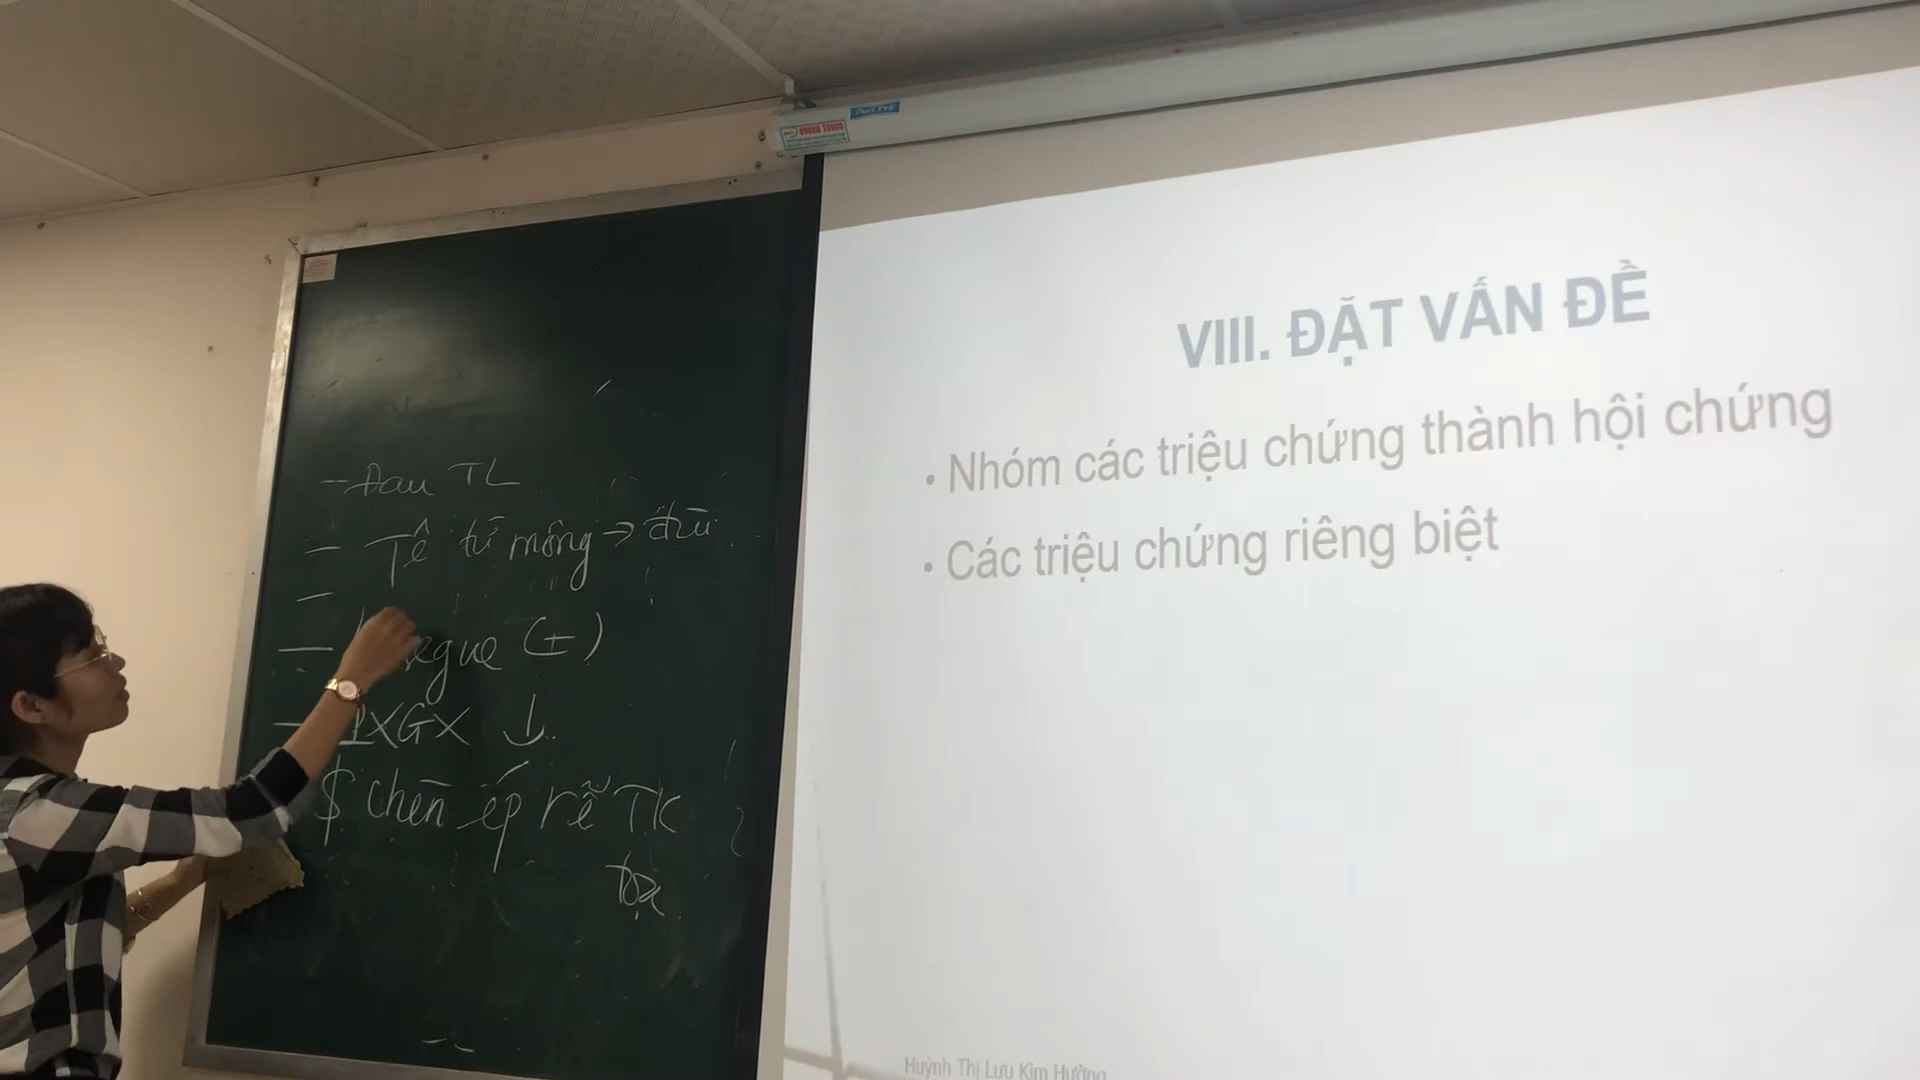 - Đau TL
- Tê từ mông → đùi
-
- segue (+)
- PXGX ↓
$ chèn ép rễ TK
tọa
VIII. ĐẶT VẤN ĐỀ
• Nhóm các triệu chứng thành hội chứng
• Các triệu chứng riêng biệt
Huỳnh Thị Lưu Kim Hường